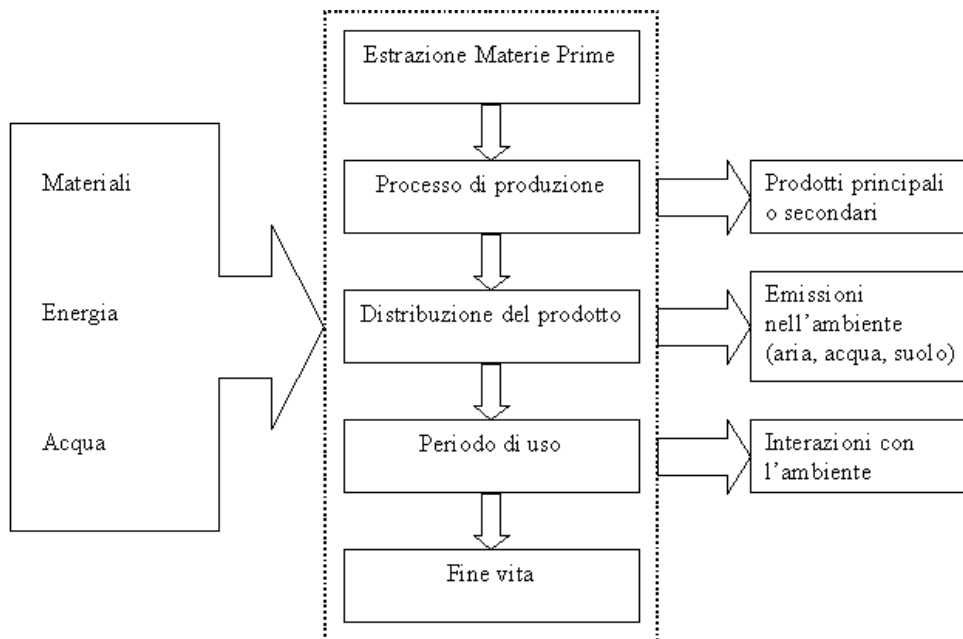 Estrazione Materie Prime
Materiali
Energia
Acqua
Processo di produzione
Distribuzione del prodotto
Periodo di uso
Fine vita
Prodotti principali
o secondari
Emissioni
nell’ambiente
(aria, acqua, suolo)
Interazioni con
l’ambiente